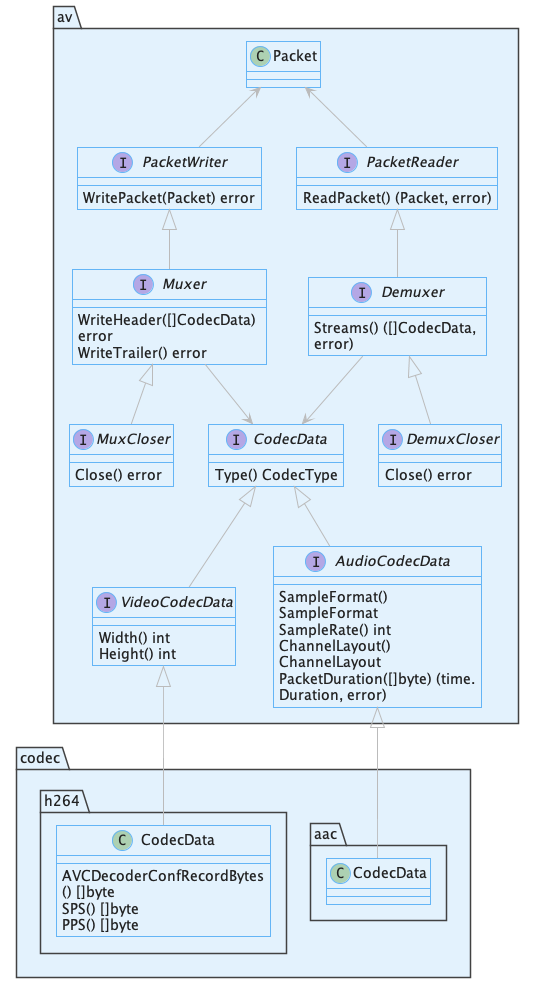 av
C Packet
I PacketWriter
WritePacket(Packet) error
I PacketReader
ReadPacket() (Packet, error)
I Muxer
WriteHeader([]CodecData)
error
WriteTrailer() error
I Demuxer
Streams() ([]CodecData,
error)
I MuxCloser
Close() error
I CodecData
Type() CodecType
I DemuxCloser
Close() error
I VideoCodecData
Width() int
Height() int
I AudioCodecData
SampleFormat()
SampleFormat
SampleRate() int
ChannelLayout()
ChannelLayout
PacketDuration([]byte) (time.
Duration, error)
codec
h264
C CodecData
AVCDecoderConfRecordBytes
() []byte
SPS() []byte
PPS() []byte
aac
C CodecData